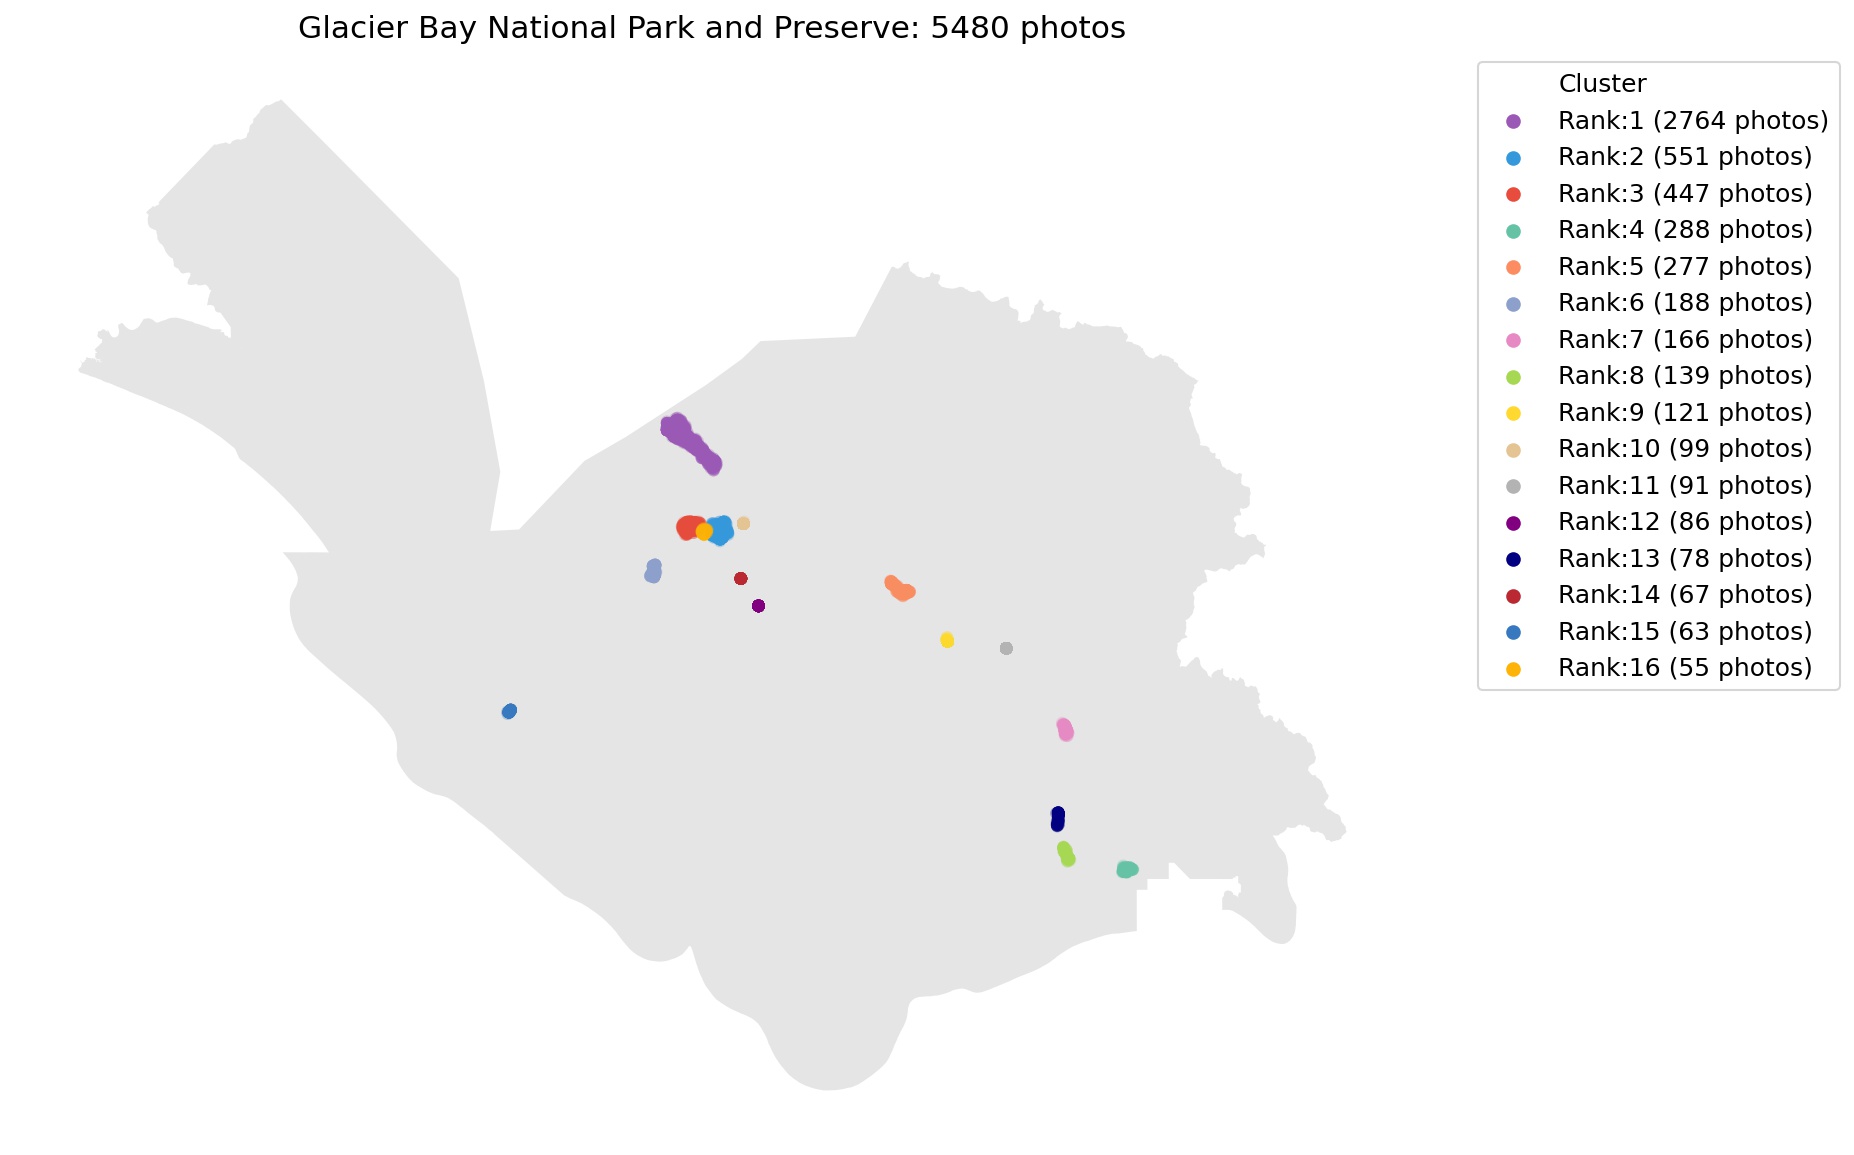 Glacier Bay National Park and Preserve: 5480 photos
Cluster
Rank:1 (2764 photos)
Rank:2 (551 photos)
Rank:3 (447 photos)
Rank:4 (288 photos)
Rank:5 (277 photos)
Rank:6 (188 photos)
Rank:7 (166 photos)
Rank:8 (139 photos)
Rank:9 (121 photos)
Rank:10 (99 photos)
Rank:11 (91 photos)
Rank:12 (86 photos)
Rank:13 (78 photos)
Rank:14 (67 photos)
Rank:15 (63 photos)
Rank:16 (55 photos)